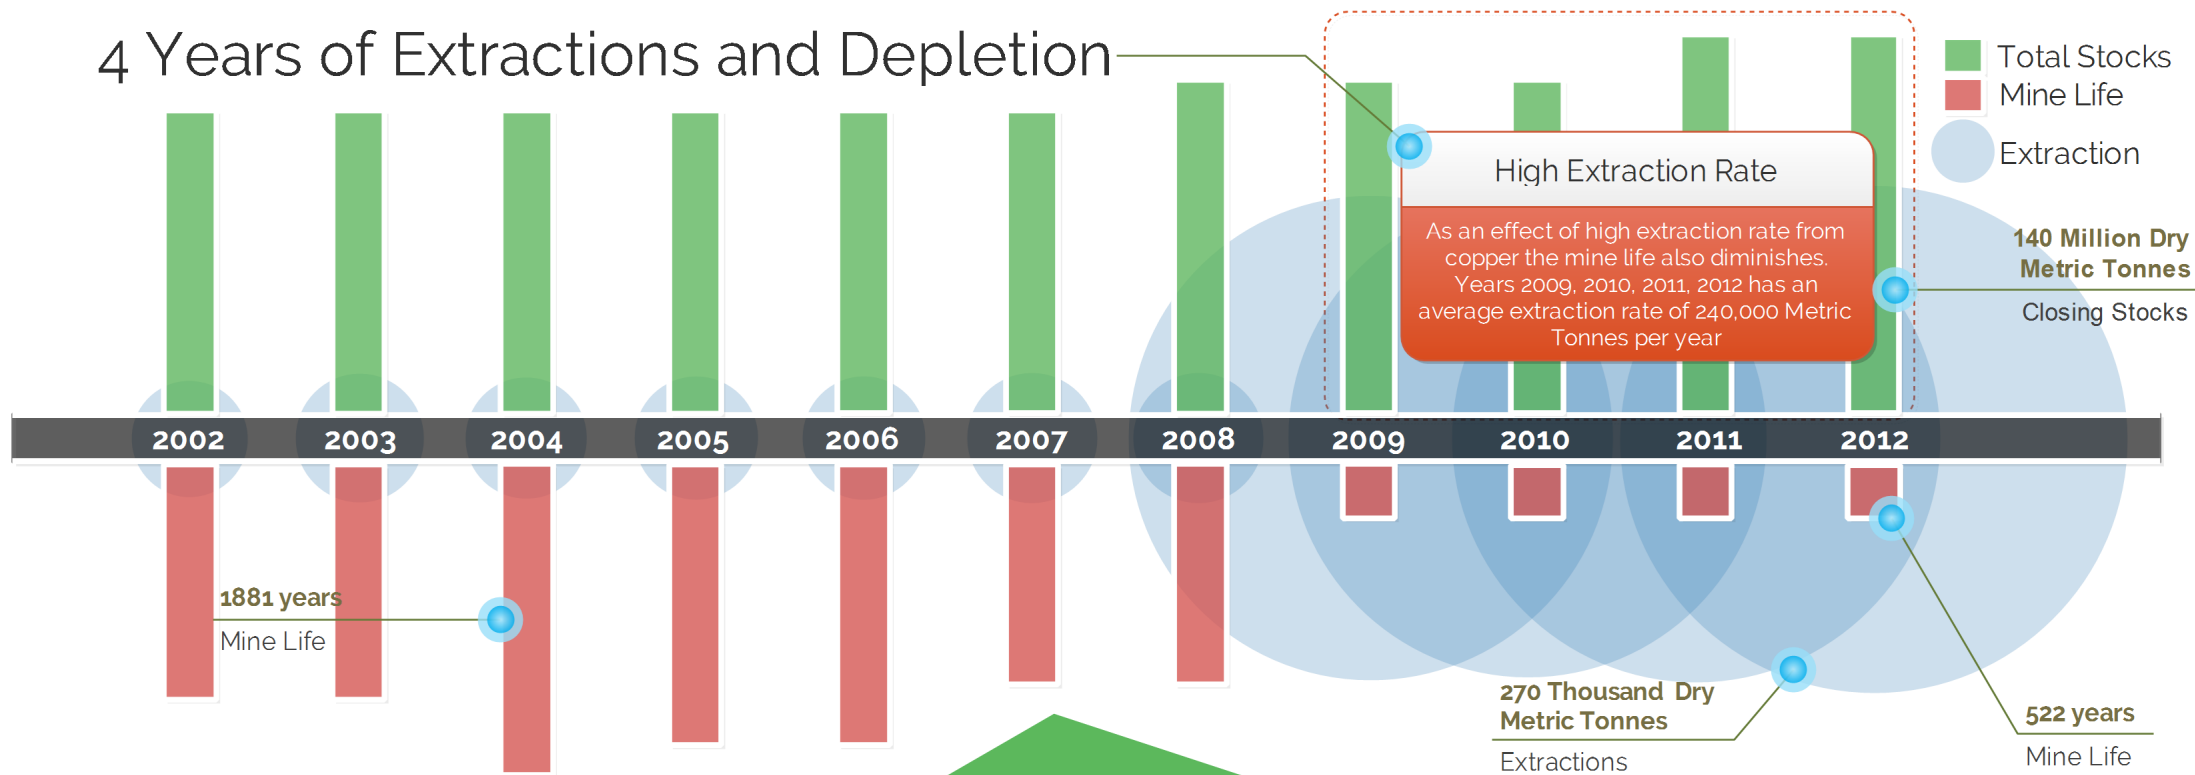 4 Years of Extractions and Depletion
Total Stocks
Mine Life
Extraction
High Extraction Rate
As an effect of high extraction rate from
copper the mine life also diminishes.
Years 2009, 2010, 2011, 2012 has an
average extraction rate of 240,000 Metric
Tonnes per year
140 Million Dry
Metric Tonnes
Closing Stocks
2002 2003 2004 2005 2006 2007 2008 2009 2010 2011 2012
1881 years
Mine Life
270 Thousand Dry
Metric Tonnes
Extractions
522 years
Mine Life